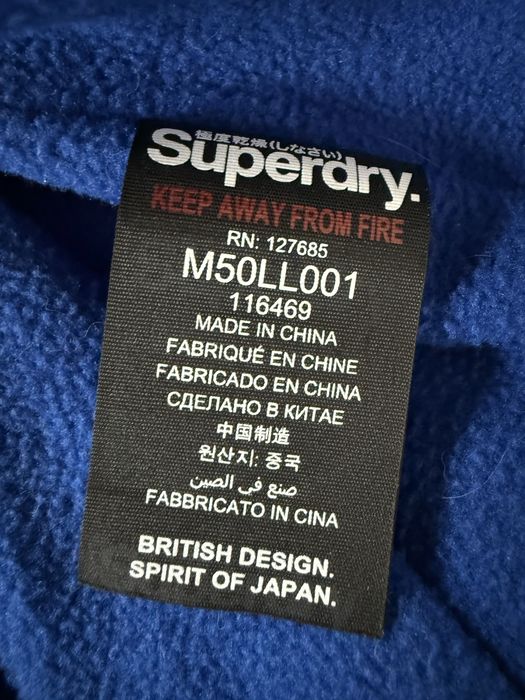 極度乾燥(しなさい)
Superdry.
KEEP AWAY FROM FIRE
RN: 127685
M50LL001
116469
MADE IN CHINA
FABRIQUÉ EN CHINE
FABRICADO EN CHINA
СДЕЛАНО В КИТАЕ
中国制造
원산지: 중국
صنع في الصين
FABBRICATO IN CINA
BRITISH DESIGN.
SPIRIT OF JAPAN.